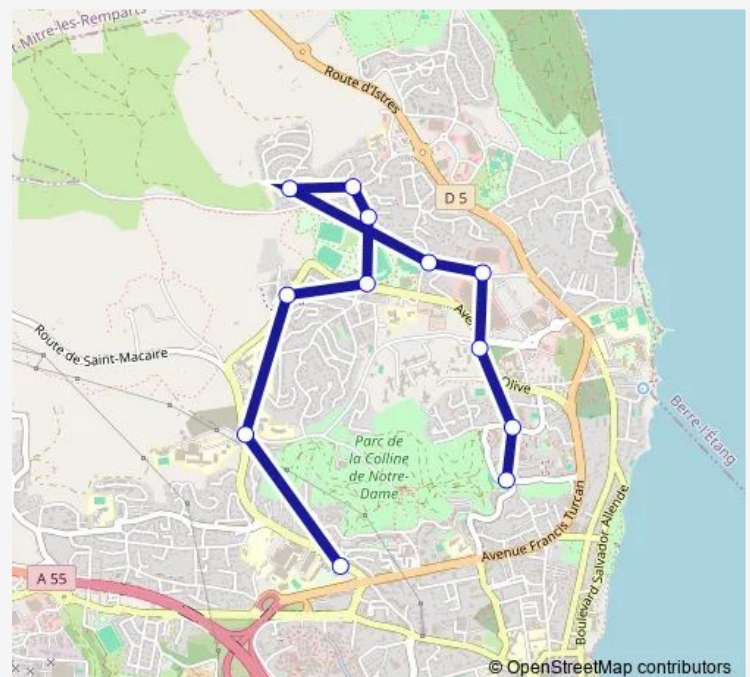 t-Mitre-les-Remparts
Route d'Istres
D 5
Ave
Route de Saint-Macaire
Olive
Berre-l'Étang
Parc de
la Colline
de Notre-
Dame
Avenue Francis Turcan
Boulevard Salvador Allende
A 55
© OpenStreetMap contributors